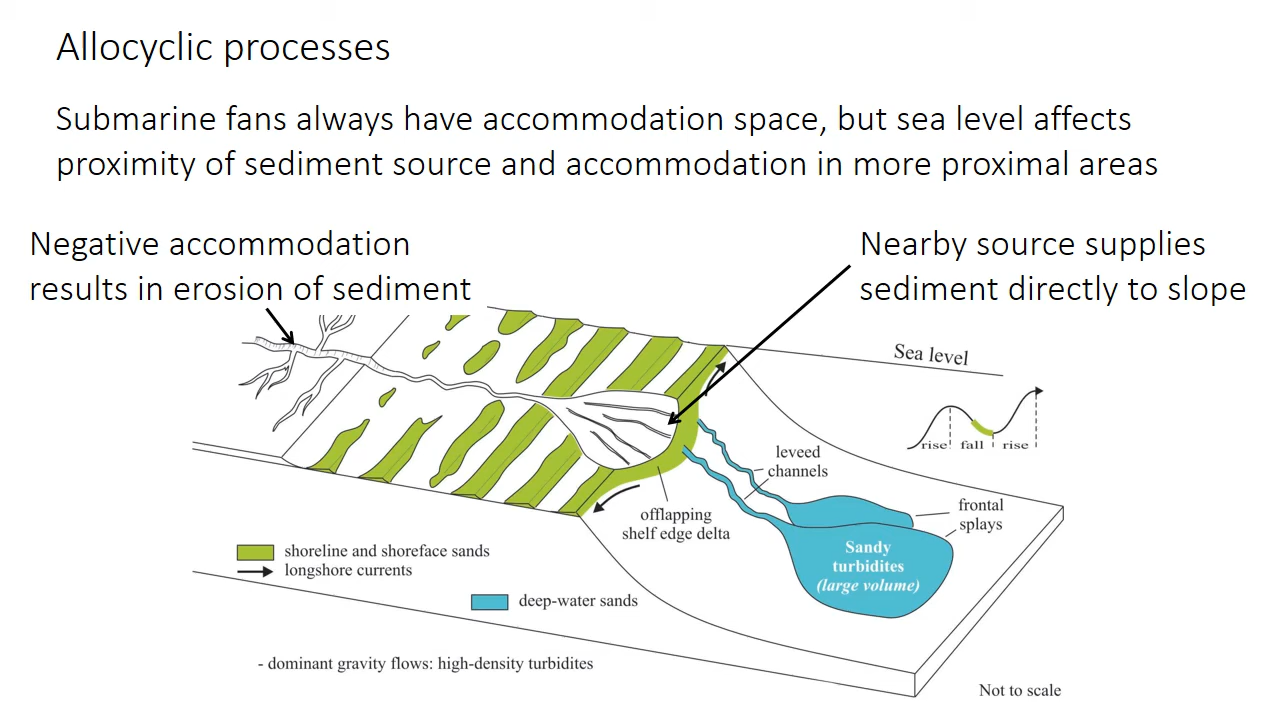 Allocyclic processes
Submarine fans always have accommodation space, but sea level affects
proximity of sediment source and accommodation in more proximal areas
Negative accommodation
results in erosion of sediment
Nearby source supplies
sediment directly to slope
Sea level
rise fall rise
leveed
channels
frontal
splays
offlapping
shelf edge delta
Sandy
turbidites
(large volume)
shoreline and shoreface sands
longshore currents
deep-water sands
- dominant gravity flows: high-density turbidites
Not to scale